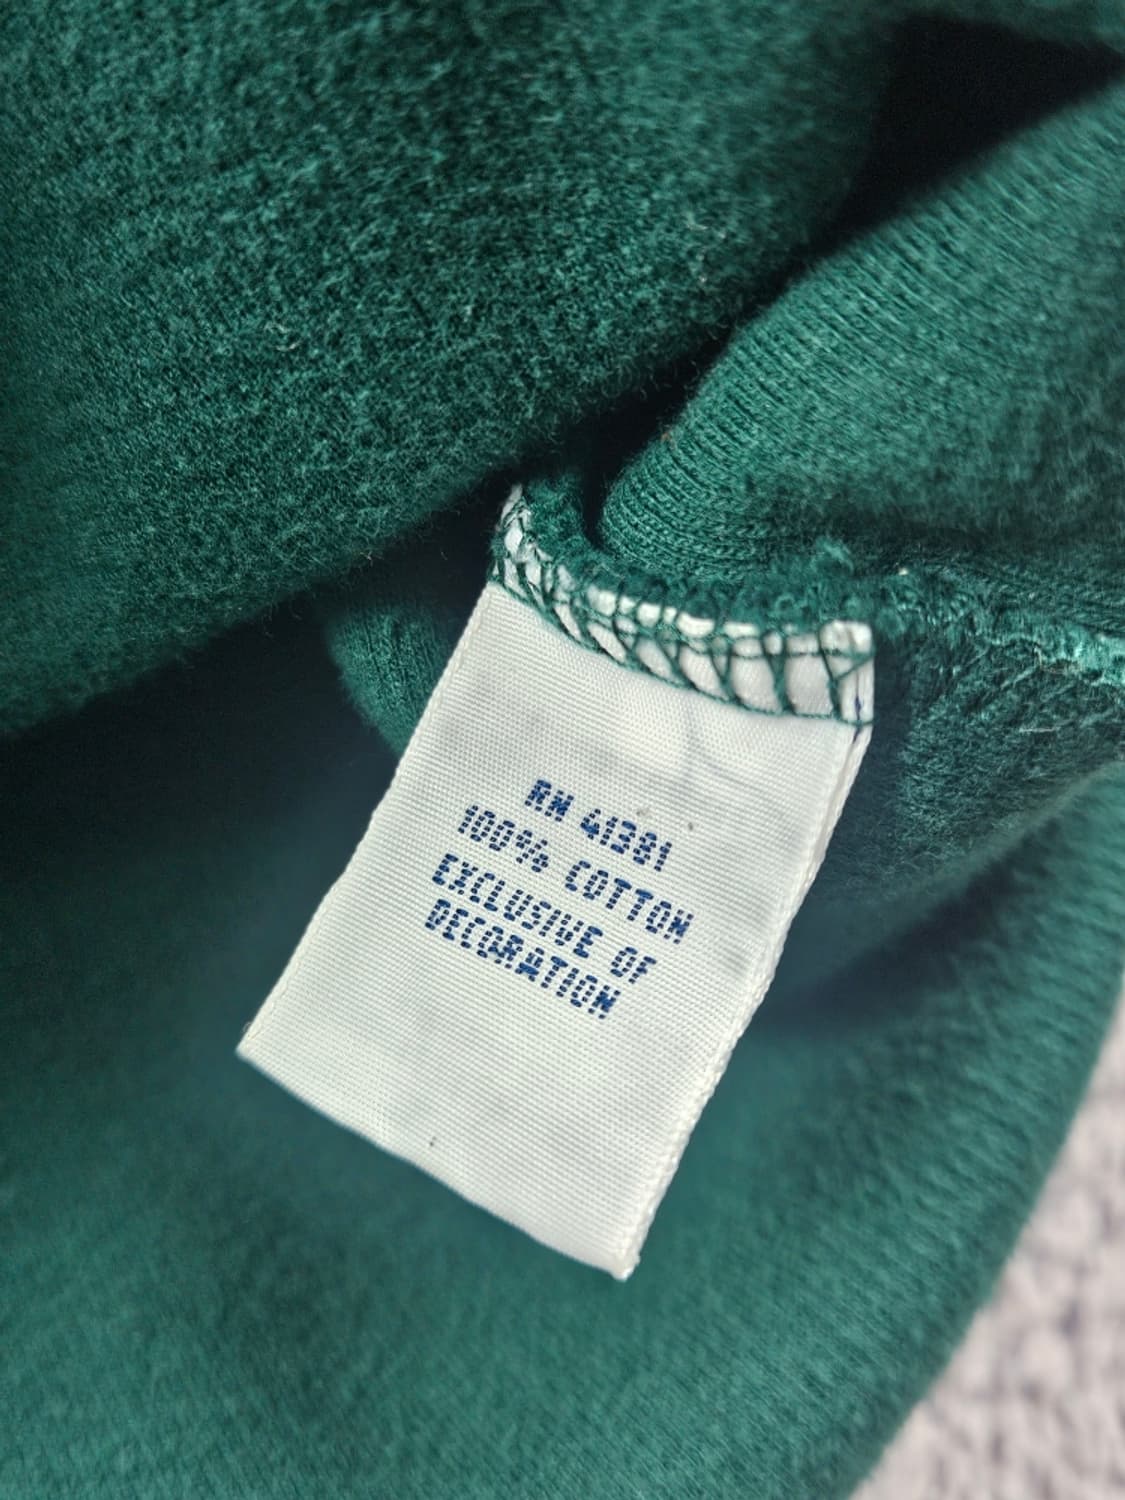 RN 41381
100% COTTON
EXCLUSIVE OF
DECORATION